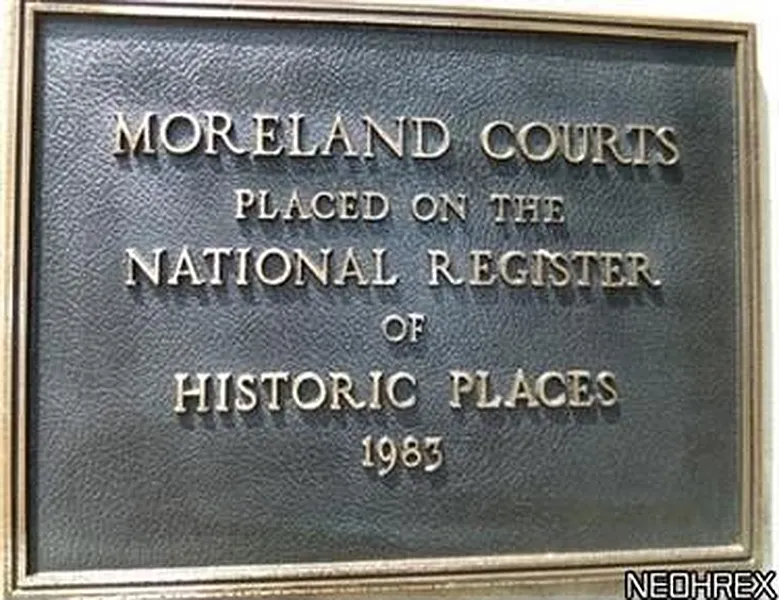 MORELAND COURTS
PLACED ON THE
NATIONAL REGISTER
OF
HISTORIC PLACES
1983
NEOHREX